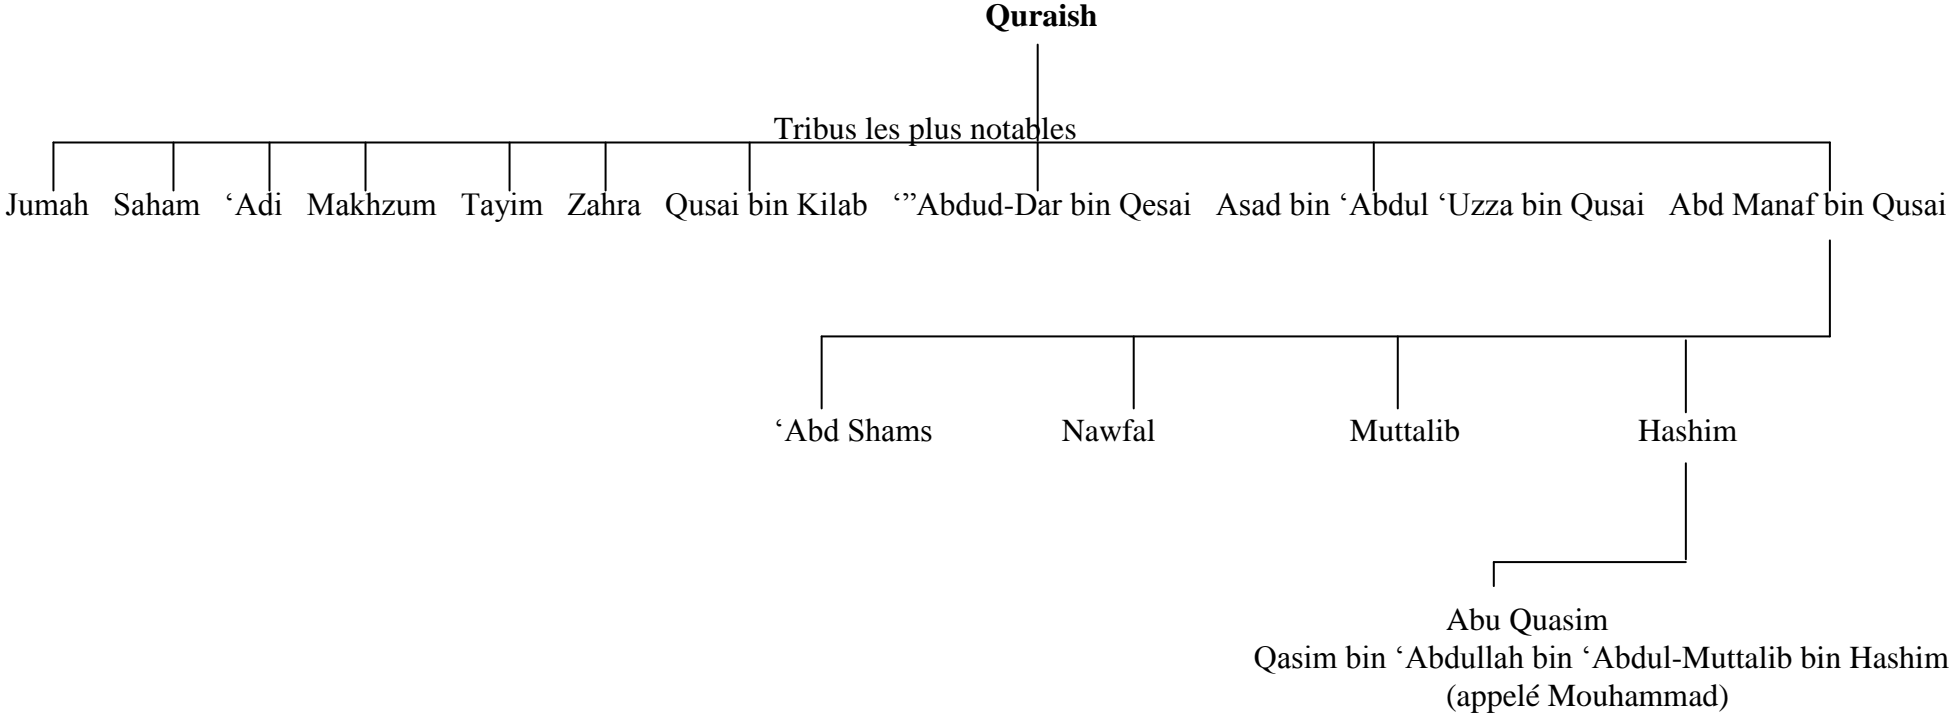 Quraish
Tribus les plus notables
Jumah Saham ‘Adi Makhzum Tayim Zahra Qusai bin Kilab ‘”Abdud-Dar bin Qesai Asad bin ‘Abdul ‘Uzza bin Qusai Abd Manaf bin Qusai
‘Abd Shams Nawfal Muttalib Hashim
Abu Quasim
Qasim bin ‘Abdullah bin ‘Abdul-Muttalib bin Hashim
(appelé Mouhammad)